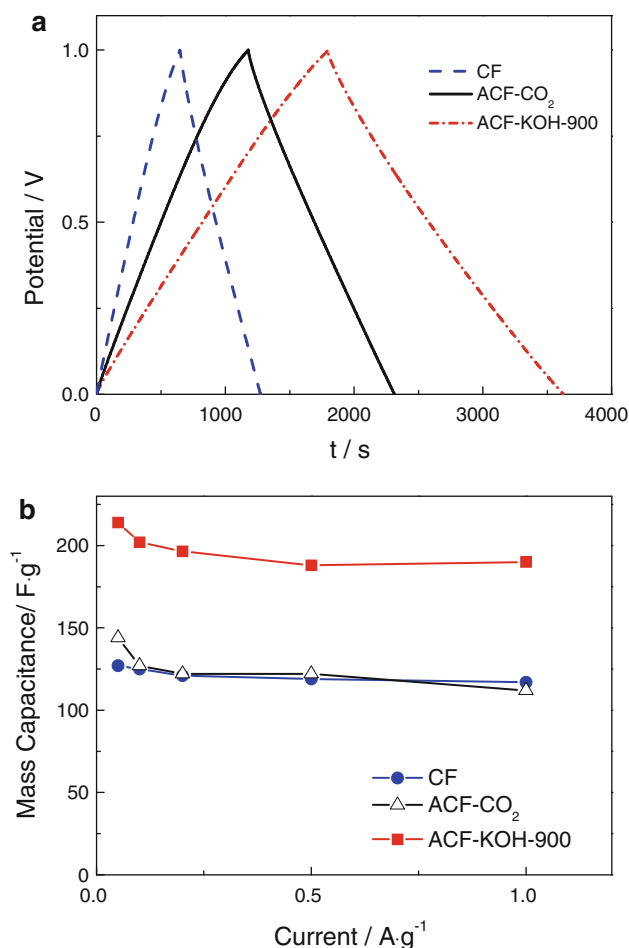 a
1.0
0.5
0.0
Potential / V
CF
ACF-CO₂
ACF-KOH-900
0
1000
2000
3000
4000
t / s
b
200
150
100
50
0
Mass Capacitance/ F·g⁻¹
CF
ACF-CO₂
ACF-KOH-900
0.0
0.5
1.0
Current / A·g⁻¹